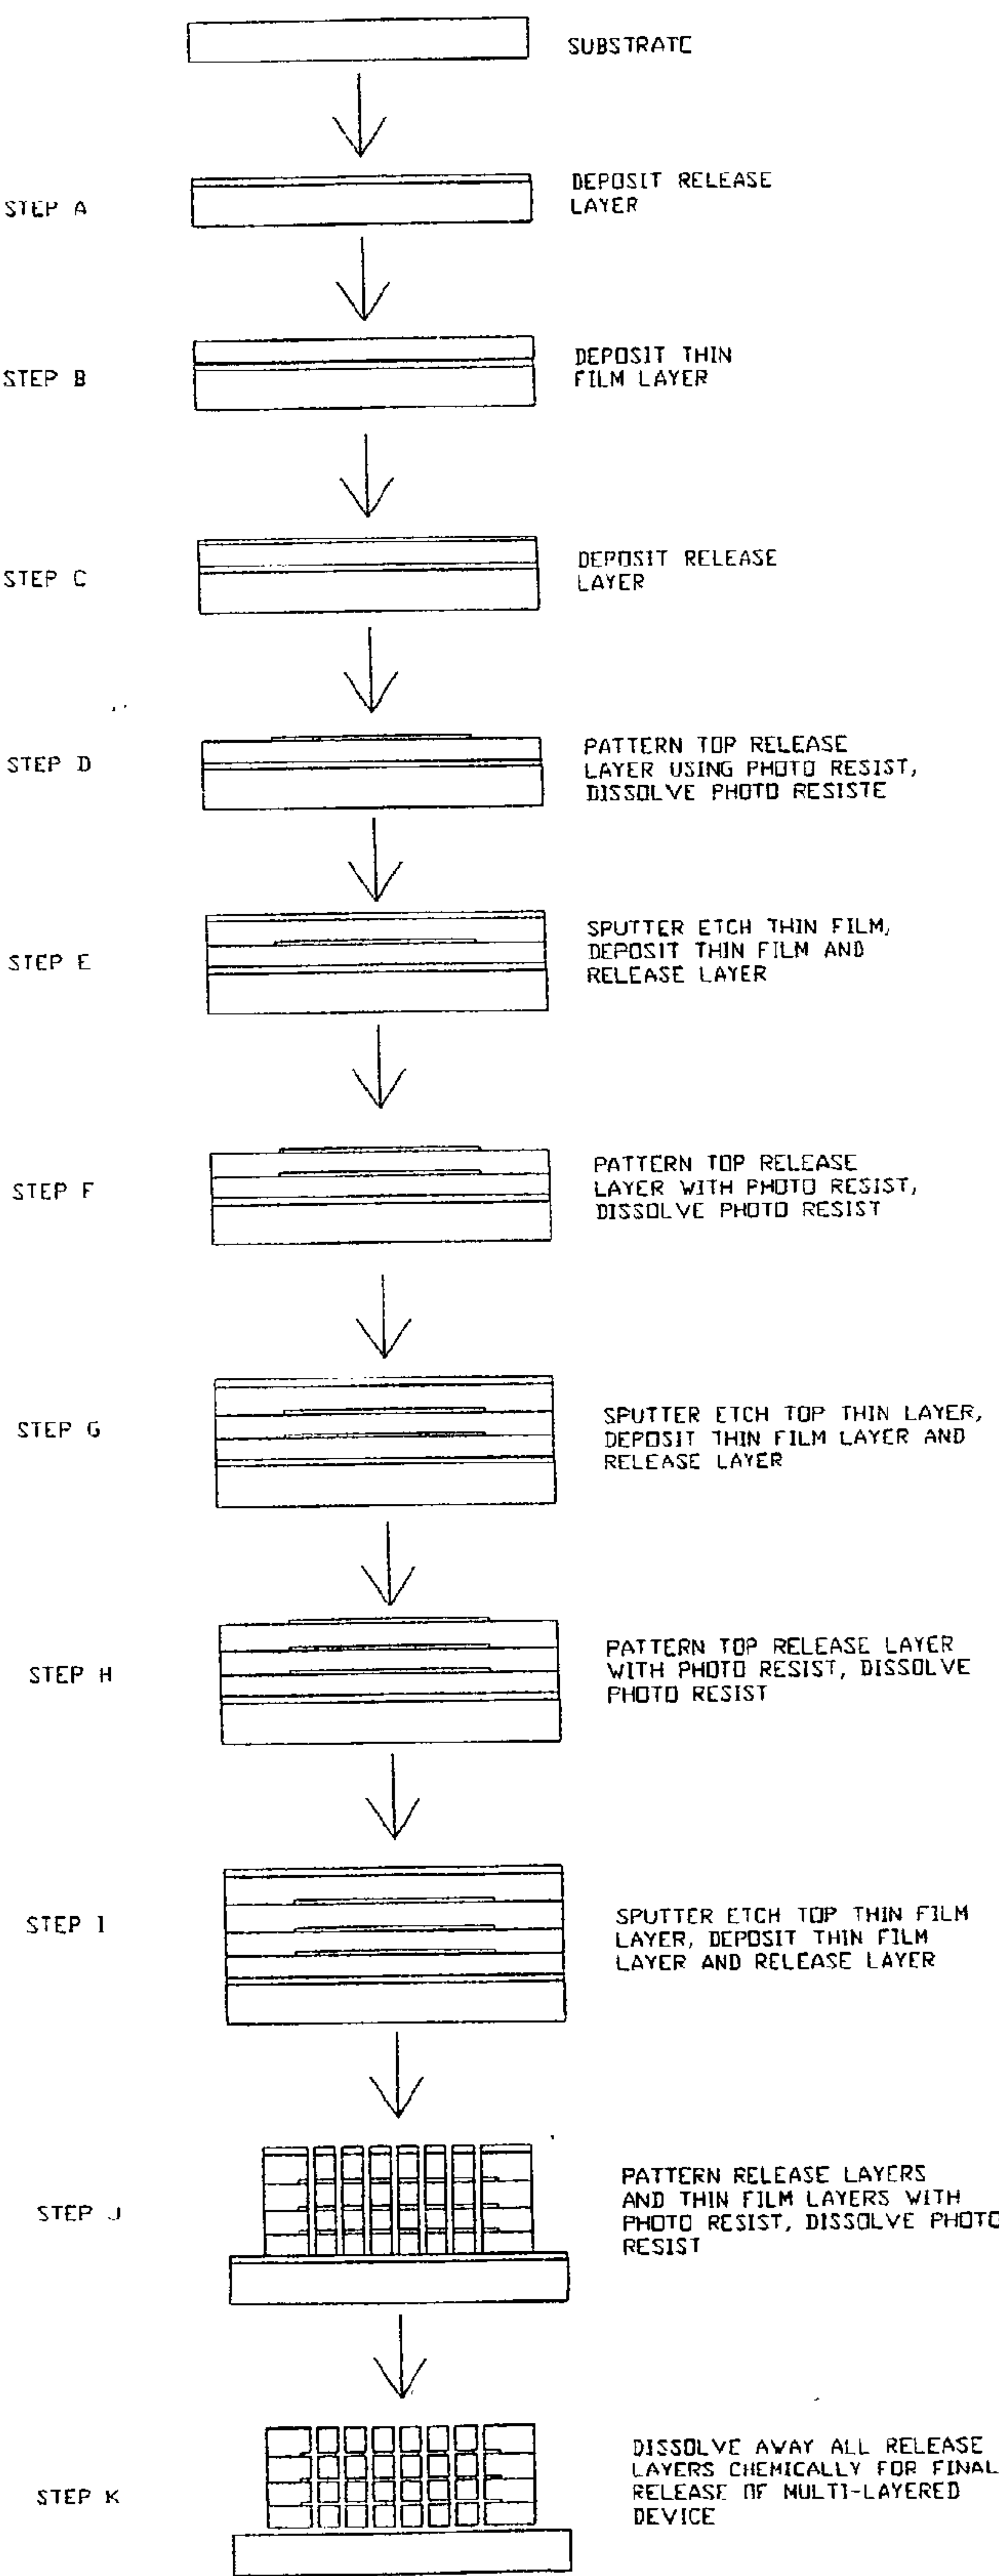 SUBSTRATE
STEP A
DEPOSIT RELEASE
LAYER
STEP B
DEPOSIT THIN
FILM LAYER
STEP C
DEPOSIT RELEASE
LAYER
STEP D
PATTERN TOP RELEASE
LAYER USING PHOTO RESIST,
DISSOLVE PHOTO RESISTE
STEP E
SPUTTER ETCH THIN FILM,
DEPOSIT THIN FILM AND
RELEASE LAYER
STEP F
PATTERN TOP RELEASE
LAYER WITH PHOTO RESIST,
DISSOLVE PHOTO RESIST
STEP G
SPUTTER ETCH TOP THIN LAYER,
DEPOSIT THIN FILM LAYER AND
RELEASE LAYER
STEP H
PATTERN TOP RELEASE LAYER
WITH PHOTO RESIST, DISSOLVE
PHOTO RESIST
STEP I
SPUTTER ETCH TOP THIN FILM
LAYER, DEPOSIT THIN FILM
LAYER AND RELEASE LAYER
STEP J
PATTERN RELEASE LAYERS
AND THIN FILM LAYERS WITH
PHOTO RESIST, DISSOLVE PHOTO
RESIST
STEP K
DISSOLVE AWAY ALL RELEASE
LAYERS CHEMICALLY FOR FINAL
RELEASE OF MULTI-LAYERED
DEVICE